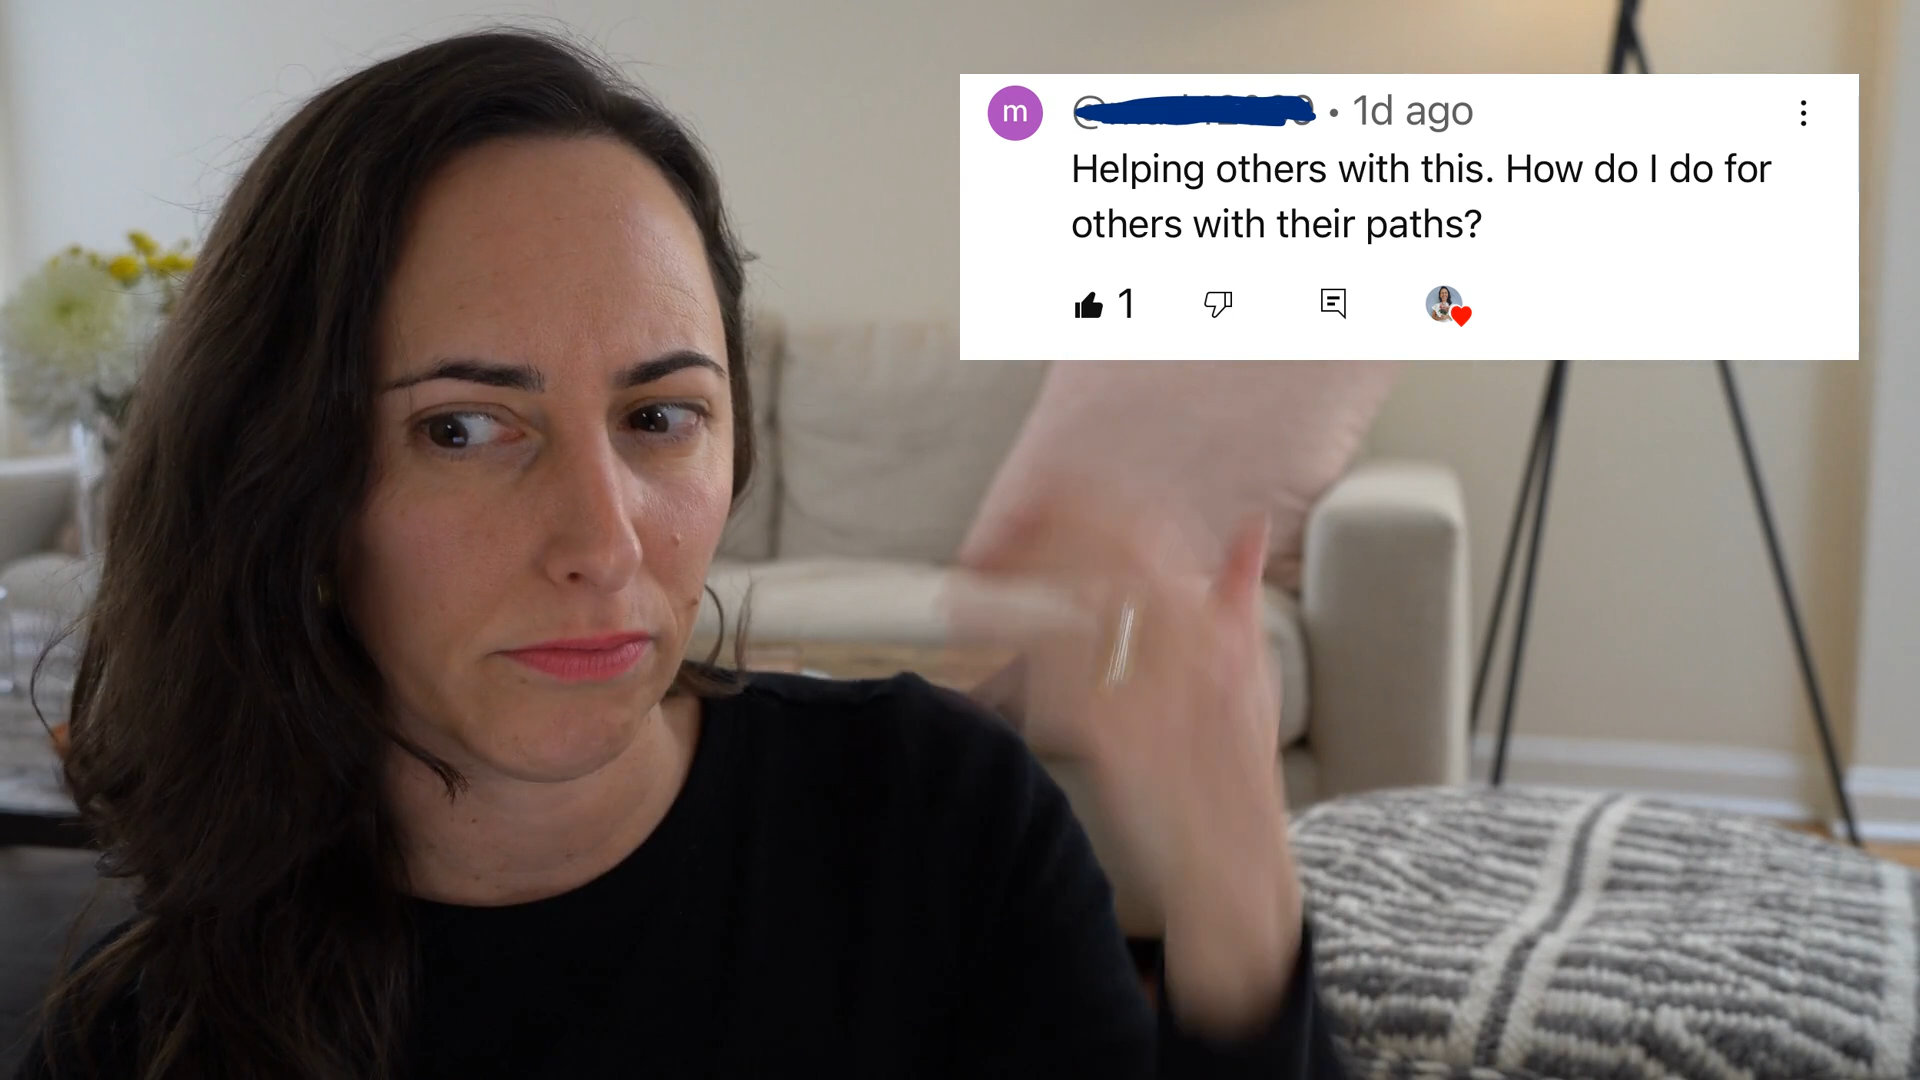 m
• 1d ago
Helping others with this. How do I do for
others with their paths?
1